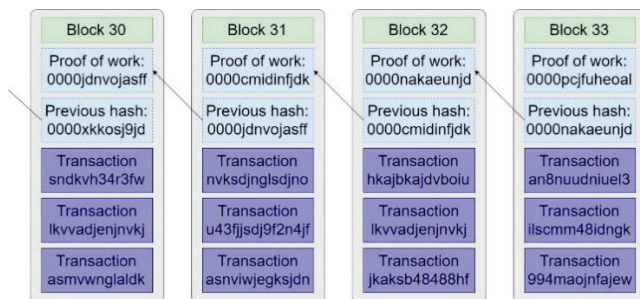 Block 30
Proof of work:
0000jdnvojasff
Previous hash:
0000xkkosj9jd
Transaction
sndkvh34r3fw
Transaction
lkvvadjenjnvkj
Transaction
asmvwnglaldk
Block 31
Proof of work:
0000cmidinfjdk
Previous hash:
0000jdnvojasff
Transaction
nvksdjnglsdjno
Transaction
u43fjjsdj9f2n4jf
Transaction
asnviwjegksjdn
Block 32
Proof of work:
0000nakaeunjd
Previous hash:
0000cmidinfjdk
Transaction
hkajbkajdvboiu
Transaction
lkvvadjenjnvkj
Transaction
jkaksb48488hf
Block 33
Proof of work:
0000pcjfuheoal
Previous hash:
0000nakaeunjd
Transaction
an8nuudniuel3
Transaction
ilscmm48idngk
Transaction
994maojnfajew